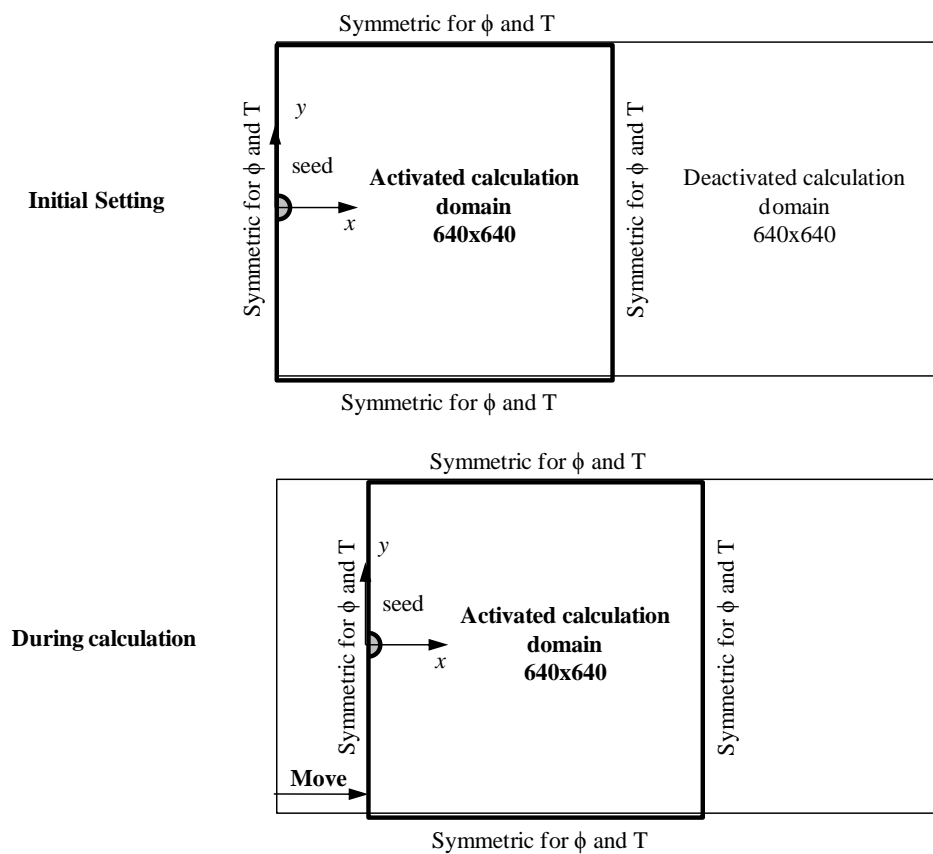 Symmetric for ϕ and T
Symmetric for ϕ and T
y
seed
x
Initial Setting
Activated calculation
domain
640x640
Symmetric for ϕ and T
Deactivated calculation
domain
640x640
Symmetric for ϕ and T
Symmetric for ϕ and T
Symmetric for ϕ and T
y
seed
x
During calculation
Activated calculation
domain
640x640
Symmetric for ϕ and T
Move
Symmetric for ϕ and T